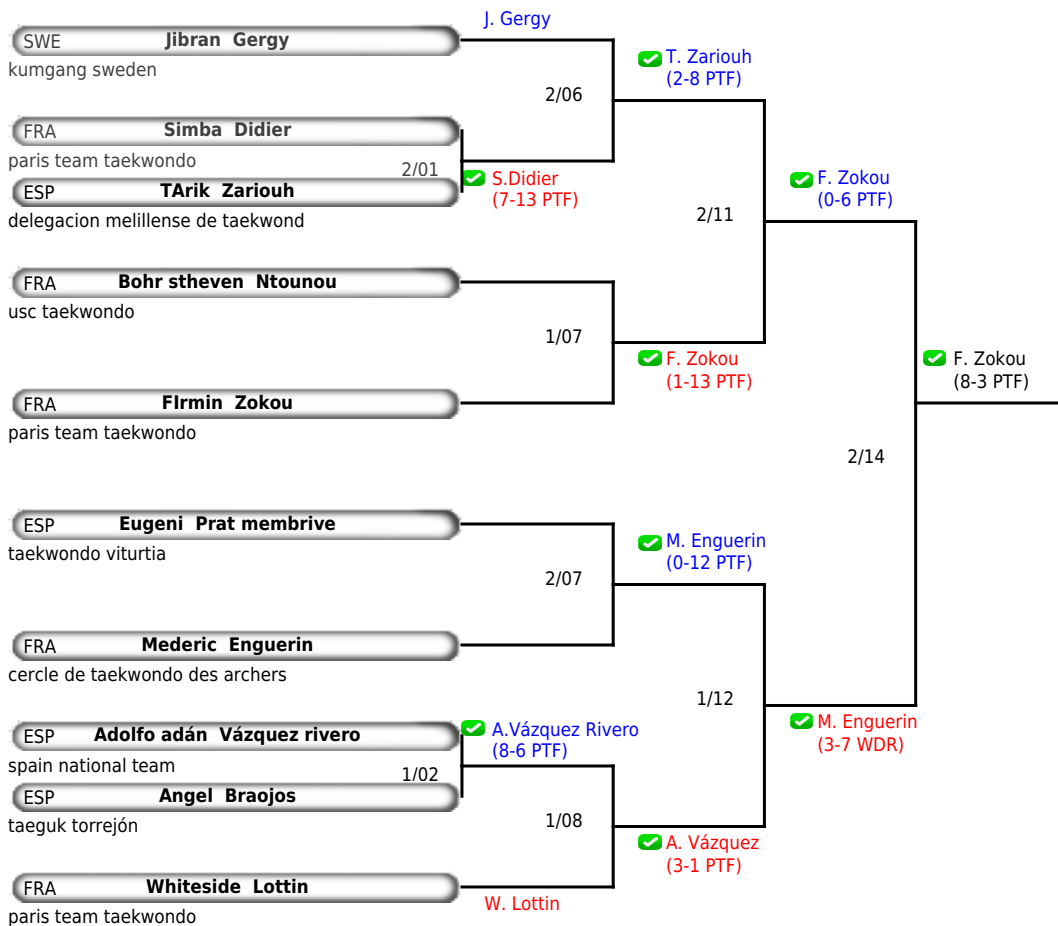 J. Gergy
SWE Jibran Gergy
kumgang sweden
T. Zariouh
(2-8 PTF)
2/06
FRA Simba Didier
paris team taekwondo
2/01
S.Didier
(7-13 PTF)
ESP TArik Zariouh
delegacion melillense de taekwond
F. Zokou
(0-6 PTF)
2/11
FRA Bohr stheven Ntounou
usc taekwondo
1/07
F. Zokou
(1-13 PTF)
F. Zokou
(8-3 PTF)
FRA FIrmin Zokou
paris team taekwondo
2/14
ESP Eugeni Prat membrive
taekwondo viturtia
M. Enguerin
(0-12 PTF)
2/07
FRA Mederic Enguerin
cercle de taekwondo des archers
1/12
M. Enguerin
(3-7 WDR)
ESP Adolfo adán Vázquez rivero
spain national team
A.Vázquez Rivero
(8-6 PTF)
1/02
ESP Angel Braojos
taeguk torrejón
1/08
A. Vázquez
(3-1 PTF)
FRA Whiteside Lottin
paris team taekwondo
W. Lottin